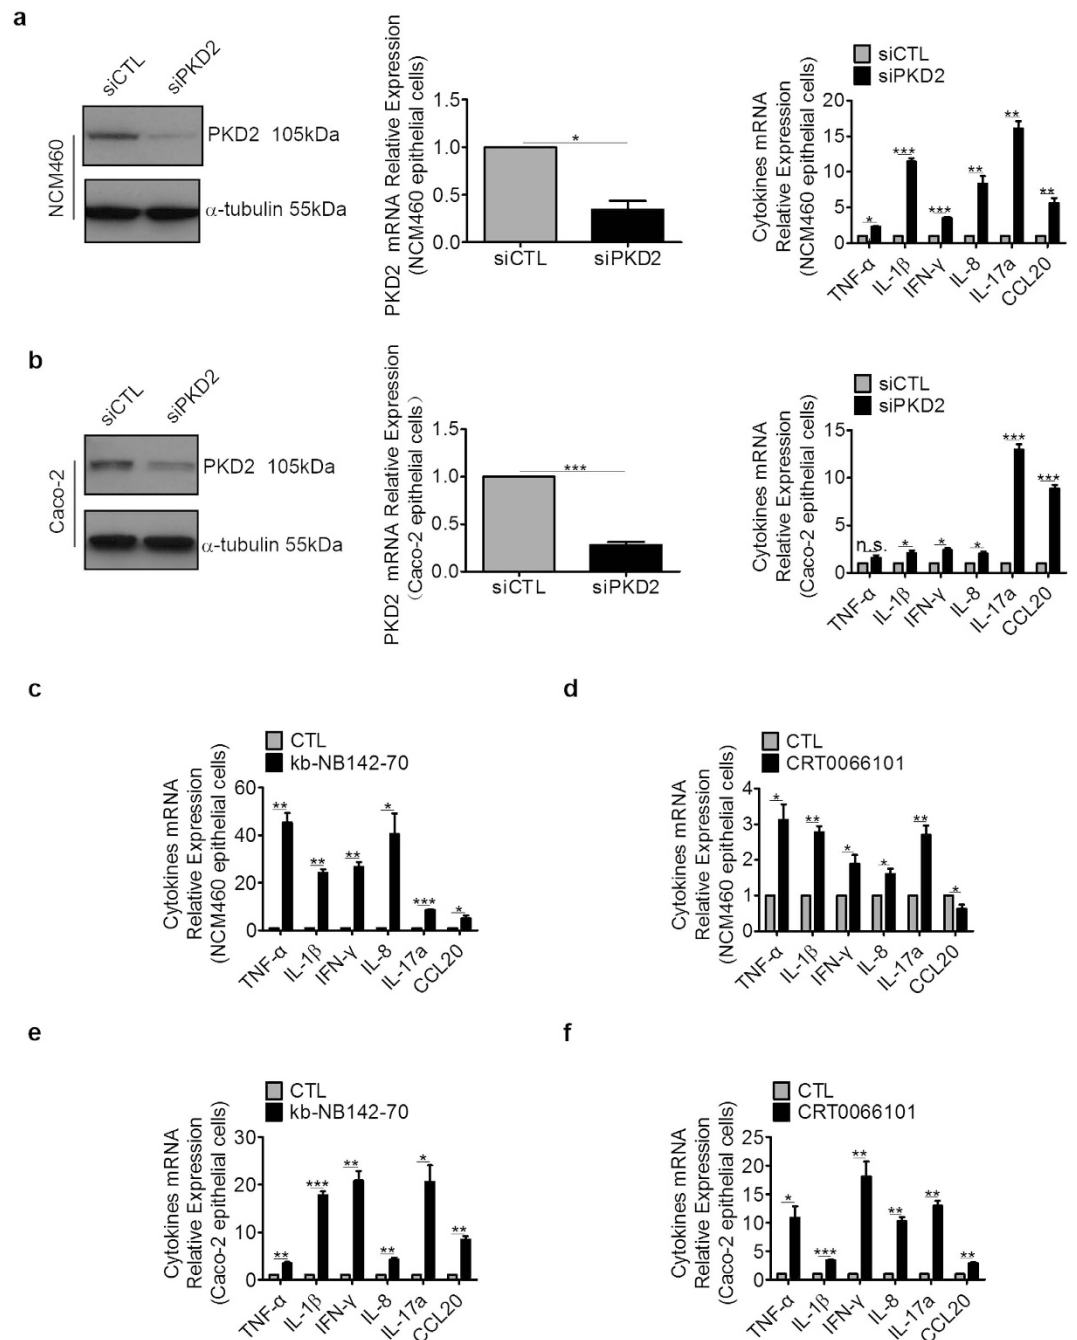 a
siCTL
siPKD2
NCM460
PKD2 105kDa
α-tubulin 55kDa
PKD2 mRNA Relative Expression
(NCM460 epithelial cells)
1.5
1.0
0.5
0.0
*
siCTL
siPKD2
siCTL
siPKD2
Cytokines mRNA
Relative Expression
(NCM460 epithelial cells)
20
15
10
5
0
*
***
***
**
**
**
TNF-α
IL-1β
IFN-γ
IL-8
IL-17a
CCL20
b
siCTL
siPKD2
Caco-2
PKD2 105kDa
α-tubulin 55kDa
PKD2 mRNA Relative Expression
(Caco-2 epithelial cells)
1.5
1.0
0.5
0.0
***
siCTL
siPKD2
siCTL
siPKD2
Cytokines mRNA
Relative Expression
(Caco-2 epithelial cells)
15
10
5
0
n.s.
*
*
*
***
***
TNF-α
IL-1β
IFN-γ
IL-8
IL-17a
CCL20
c
CTL
kb-NB142-70
Cytokines mRNA
Relative Expression
(NCM460 epithelial cells)
60
40
20
0
**
**
**
*
***
*
TNF-α
IL-1β
IFN-γ
IL-8
IL-17a
CCL20
d
CTL
CRT0066101
Cytokines mRNA
Relative Expression
(NCM460 epithelial cells)
4
3
2
1
0
*
**
*
*
**
*
TNF-α
IL-1β
IFN-γ
IL-8
IL-17a
CCL20
e
CTL
kb-NB142-70
Cytokines mRNA
Relative Expression
(Caco-2 epithelial cells)
30
20
10
0
**
***
**
**
*
**
TNF-α
IL-1β
IFN-γ
IL-8
IL-17a
CCL20
f
CTL
CRT0066101
Cytokines mRNA
Relative Expression
(Caco-2 epithelial cells)
25
20
15
10
5
0
*
***
**
**
**
**
TNF-α
IL-1β
IFN-γ
IL-8
IL-17a
CCL20